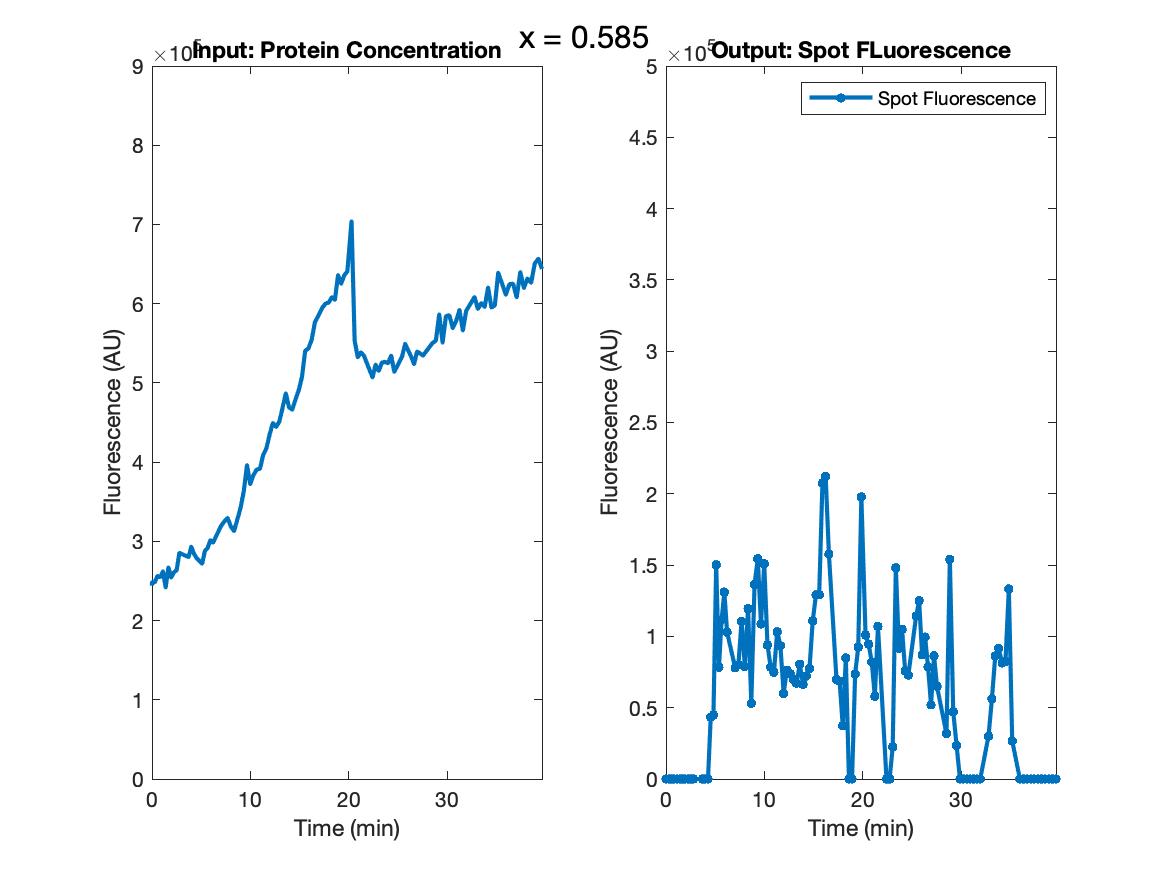 x = 0.585
×10⁵
Input: Protein Concentration
9
8
7
6
5
4
3
2
1
0
Fluorescence (AU)
0 10 20 30
Time (min)
×10⁵
Output: Spot FLuorescence
Spot Fluorescence
5
4.5
4
3.5
3
2.5
2
1.5
1
0.5
0
Fluorescence (AU)
0 10 20 30
Time (min)